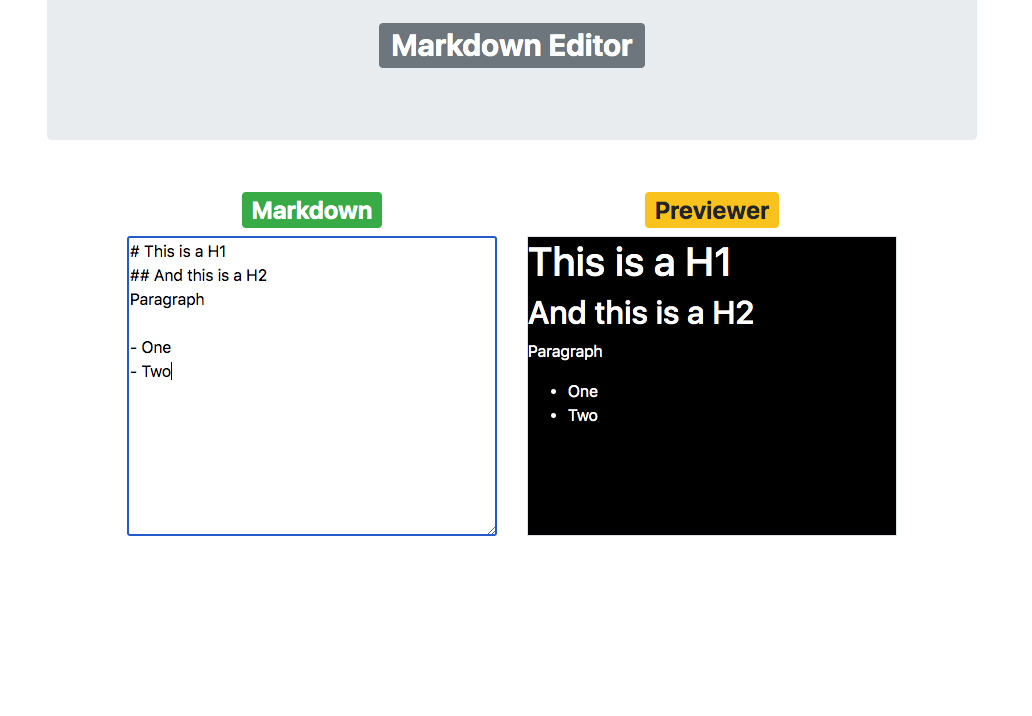 Markdown Editor
Markdown
# This is a H1
## And this is a H2
Paragraph

- One
- Two
Previewer
This is a H1
And this is a H2
Paragraph
• One
• Two